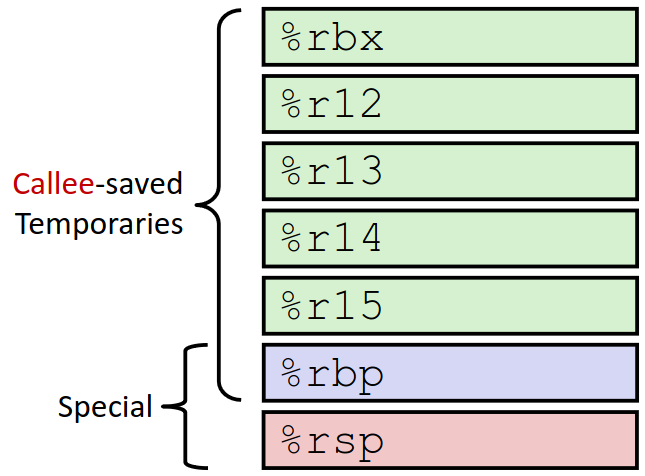 %rbx
%r12
Callee-saved
Temporaries
%r13
%r14
%r15
Special
%rbp
%rsp